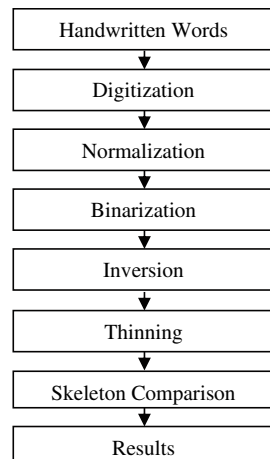 Handwritten Words
Digitization
Normalization
Binarization
Inversion
Thinning
Skeleton Comparison
Results